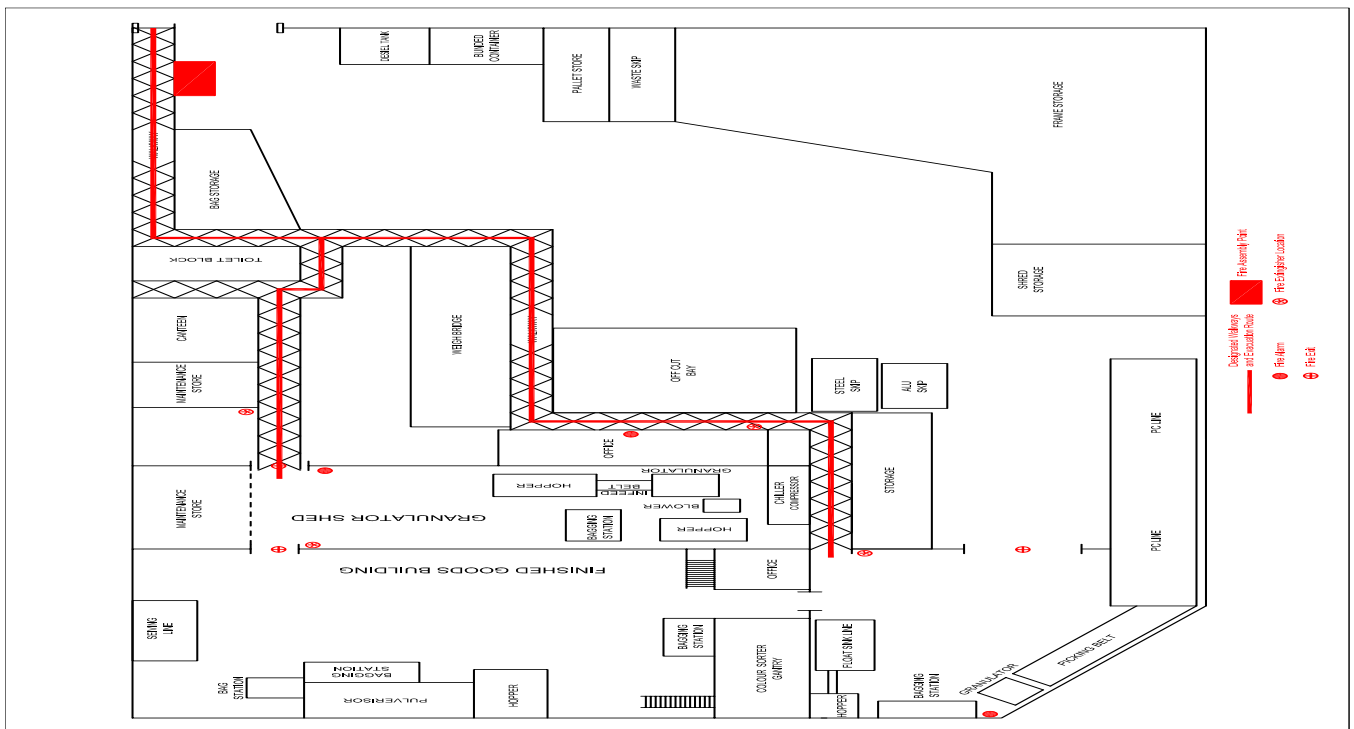 DESIEL TANK
BUNDED
CONTAINER
PALLET STORE
WASTE SKIP
FRAME STORAGE
WALKWAY
BAG STORAGE
TOILET BLOCK
SHRED
STORAGE
CANTEEN
WEIGH BRIDGE
WALKWAY
MAINTENANCE
STORE
OFF CUT
BAY
STEEL
SKIP
ALU
SKIP
PC LINE
OFFICE
STORAGE
MAINTENANCE
STORE
GRANULATOR
HOPPER
INFEED
BELT
CHILLER
COMPRESSOR
BLOWER
GRANULATOR SHED
BAGGING
STATION
HOPPER
PC LINE
FINISHED GOODS BUILDING
OFFICE
SEWING
LINE
BAGGING
STATION
COLOUR SORTER
GANTRY
FLOAT SINK LINE
PICKING BELT
GRANULATOR
BAG
STATION
BAGGING
STATION
PULVERISOR
HOPPER
HOPPER
BAGGING
STATION
Designated Walkways
and Evacuation Route
Fire Assembly Point
Fire Alarm
Fire Extingisher Location
Fire Exit